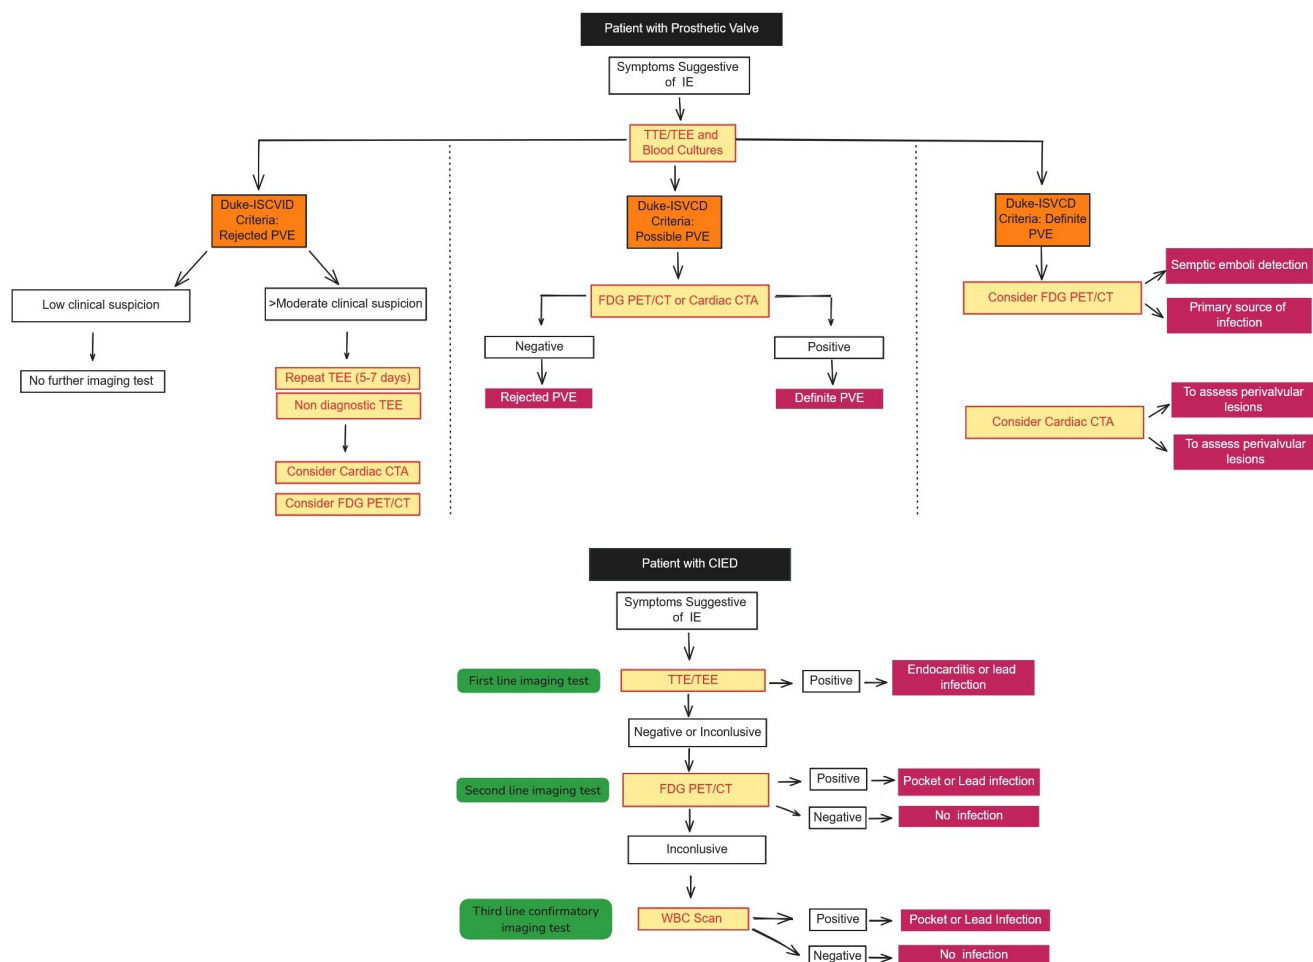 Patient with Prosthetic Valve
Symptoms Suggestive
of IE
TTE/TEE and
Blood Cultures
Duke-ISCVID
Criteria:
Rejected PVE
Low clinical suspicion
No further imaging test
>Moderate clinical suspicion
Repeat TEE (5-7 days)
Non diagnostic TEE
Consider Cardiac CTA
Consider FDG PET/CT
Duke-ISVCD
Criteria:
Possible PVE
FDG PET/CT or Cardiac CTA
Negative
Rejected PVE
Positive
Definite PVE
Duke-ISVCD
Criteria: Definite
PVE
Consider FDG PET/CT
Semptic emboli detection
Primary source of
infection
Consider Cardiac CTA
To assess perivalvular
lesions
To assess perivalvular
lesions
Patient with CIED
Symptoms Suggestive
of IE
First line imaging test
TTE/TEE
Positive
Endocarditis or lead
infection
Negative or Inconlusive
Second line imaging test
FDG PET/CT
Positive
Pocket or Lead infection
Negative
No infection
Inconlusive
Third line confirmatory
imaging test
WBC Scan
Positive
Pocket or Lead Infection
Negative
No infection